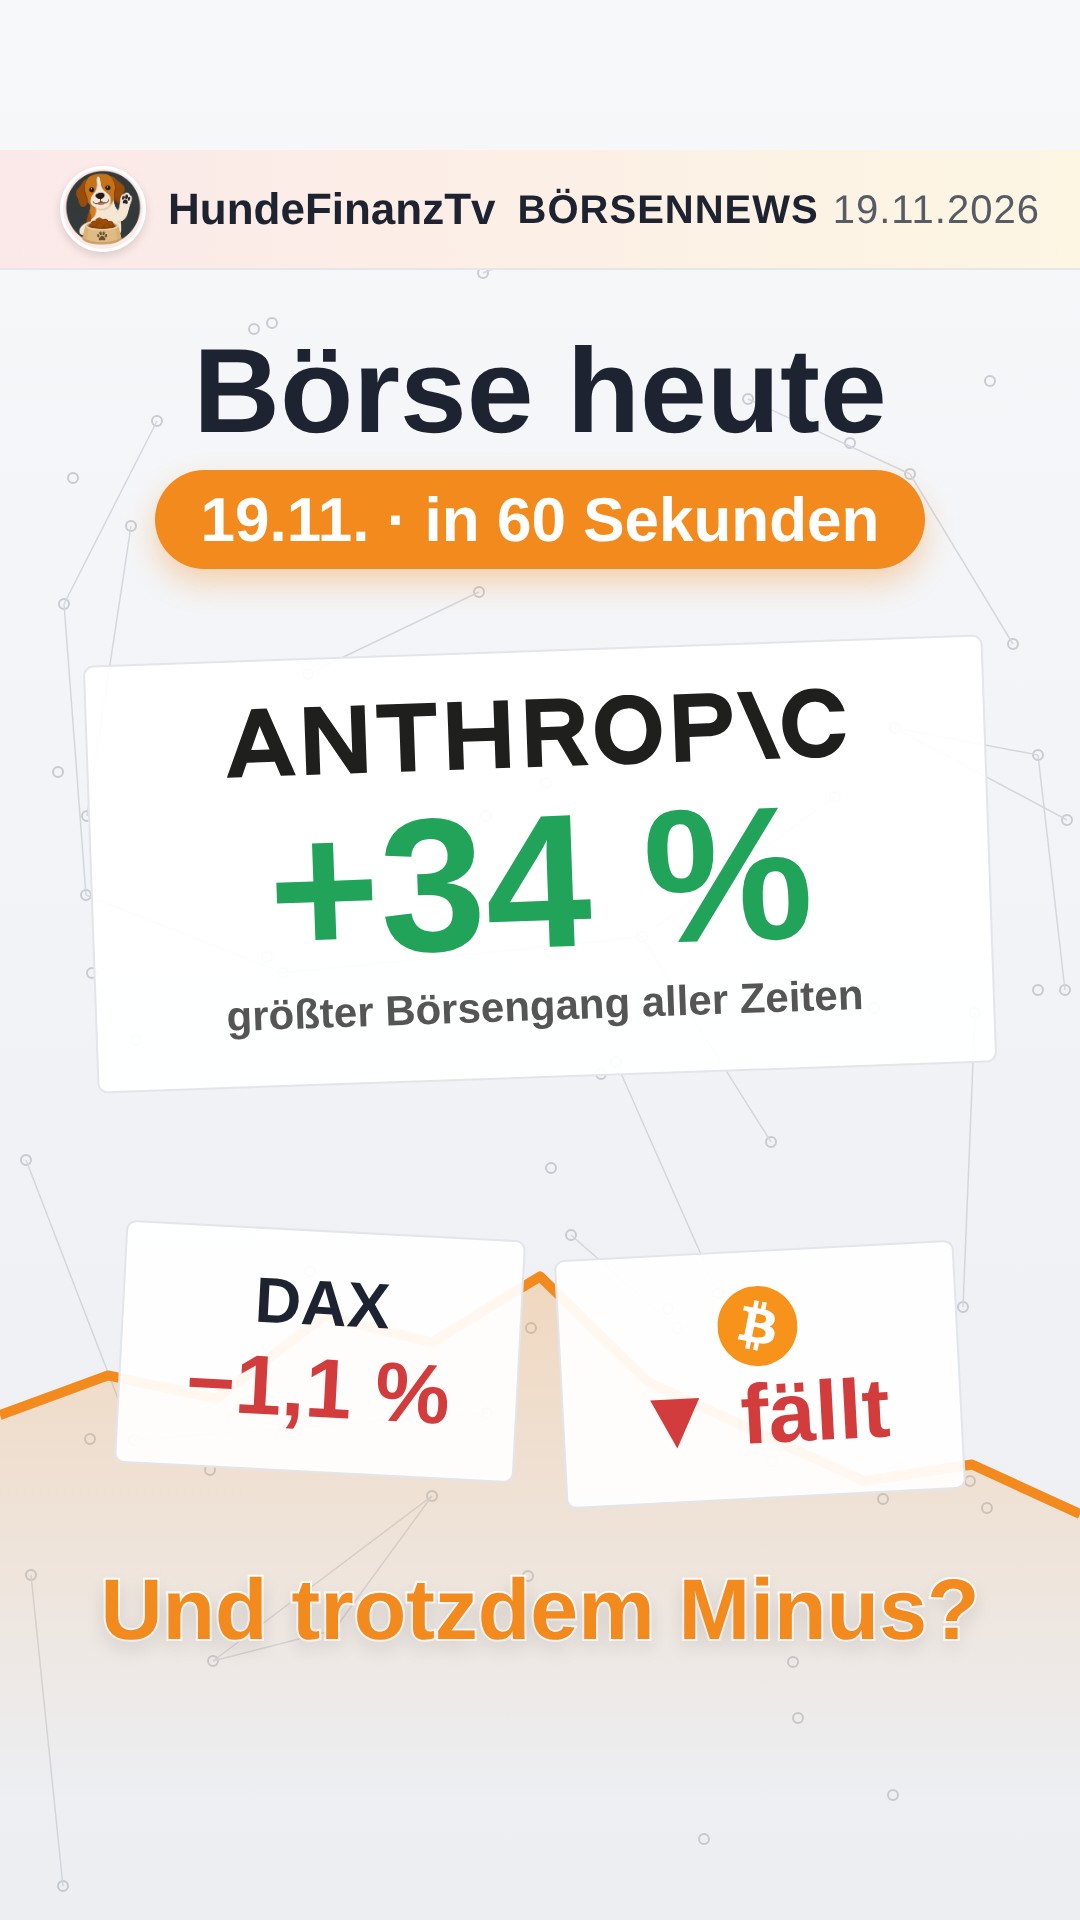 HundeFinanzTv BÖRSENNEWS 19.11.2026
Börse heute
19.11. · in 60 Sekunden
ANTHROP\C
+34 %
größter Börsengang aller Zeiten
DAX
−1,1 %
₿
▼ fällt
Und trotzdem Minus?